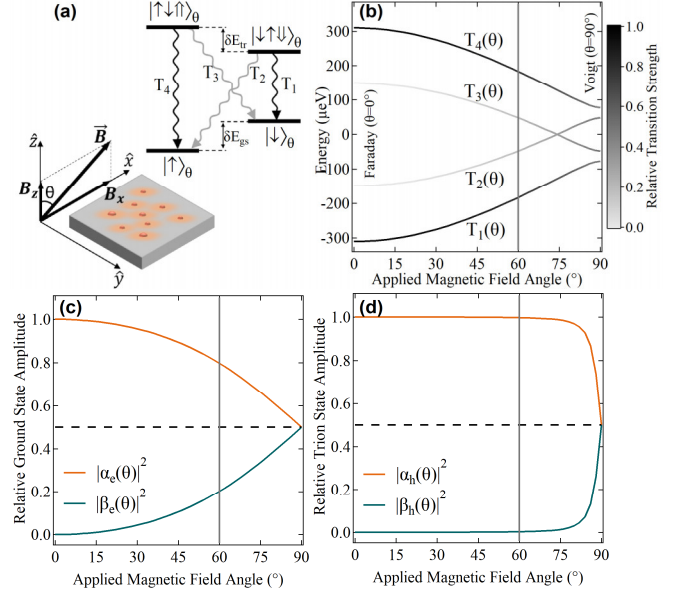 (a)
|↑↓⇑⟩θ
δEtr
|↓↑⇓⟩θ
T4
T3
T2
T1
δEgs
|↓⟩θ
|↑⟩θ
ẑ
B⃗
x̂
Bz
θ
Bx
ŷ
(b)
Energy (μeV)
300
200
100
0
-100
-200
-300
Faraday (θ=0°)
T4(θ)
T3(θ)
T2(θ)
T1(θ)
Voigt (θ=90°)
0 15 30 45 60 75 90
Applied Magnetic Field Angle (°)
1.0
0.8
0.6
0.4
0.2
0.0
Relative Transition Strength
(c)
Relative Ground State Amplitude
1.0
0.8
0.6
0.4
0.2
0.0
|αe(θ)|²
|βe(θ)|²
0 15 30 45 60 75 90
Applied Magnetic Field Angle (°)
(d)
Relative Trion State Amplitude
1.0
0.8
0.6
0.4
0.2
0.0
|αh(θ)|²
|βh(θ)|²
0 15 30 45 60 75 90
Applied Magnetic Field Angle (°)